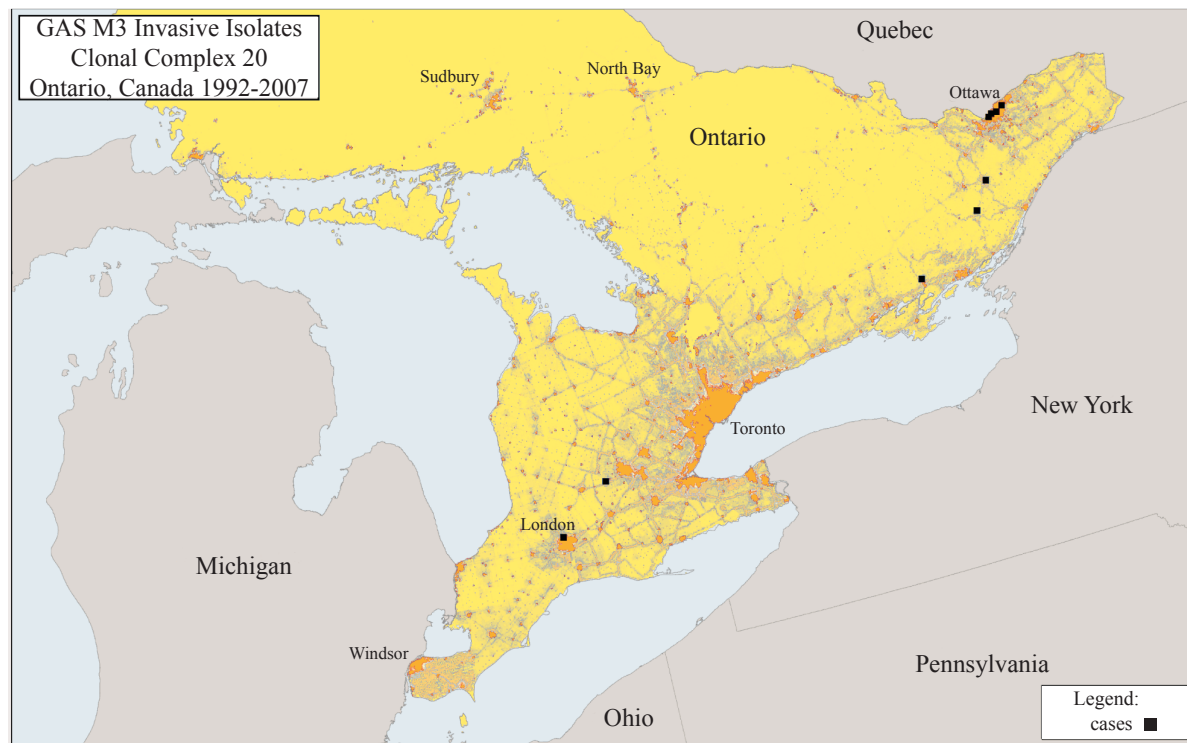 GAS M3 Invasive Isolates
Clonal Complex 20
Ontario, Canada 1992-2007
Quebec
Sudbury
North Bay
Ottawa
Ontario
New York
Toronto
London
Michigan
Windsor
Pennsylvania
Ohio
Legend:
cases